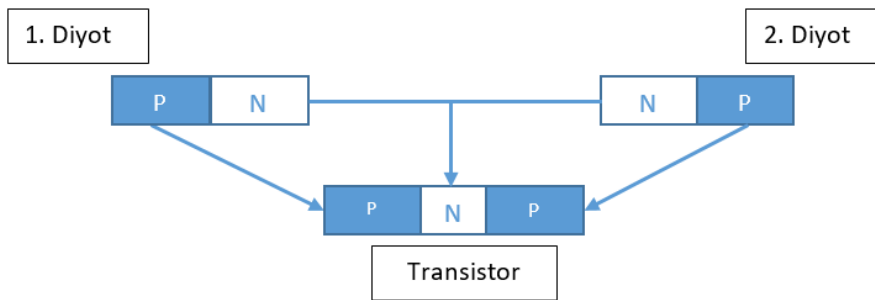 1. Diyot
2. Diyot
P N
N P
P N P
Transistor